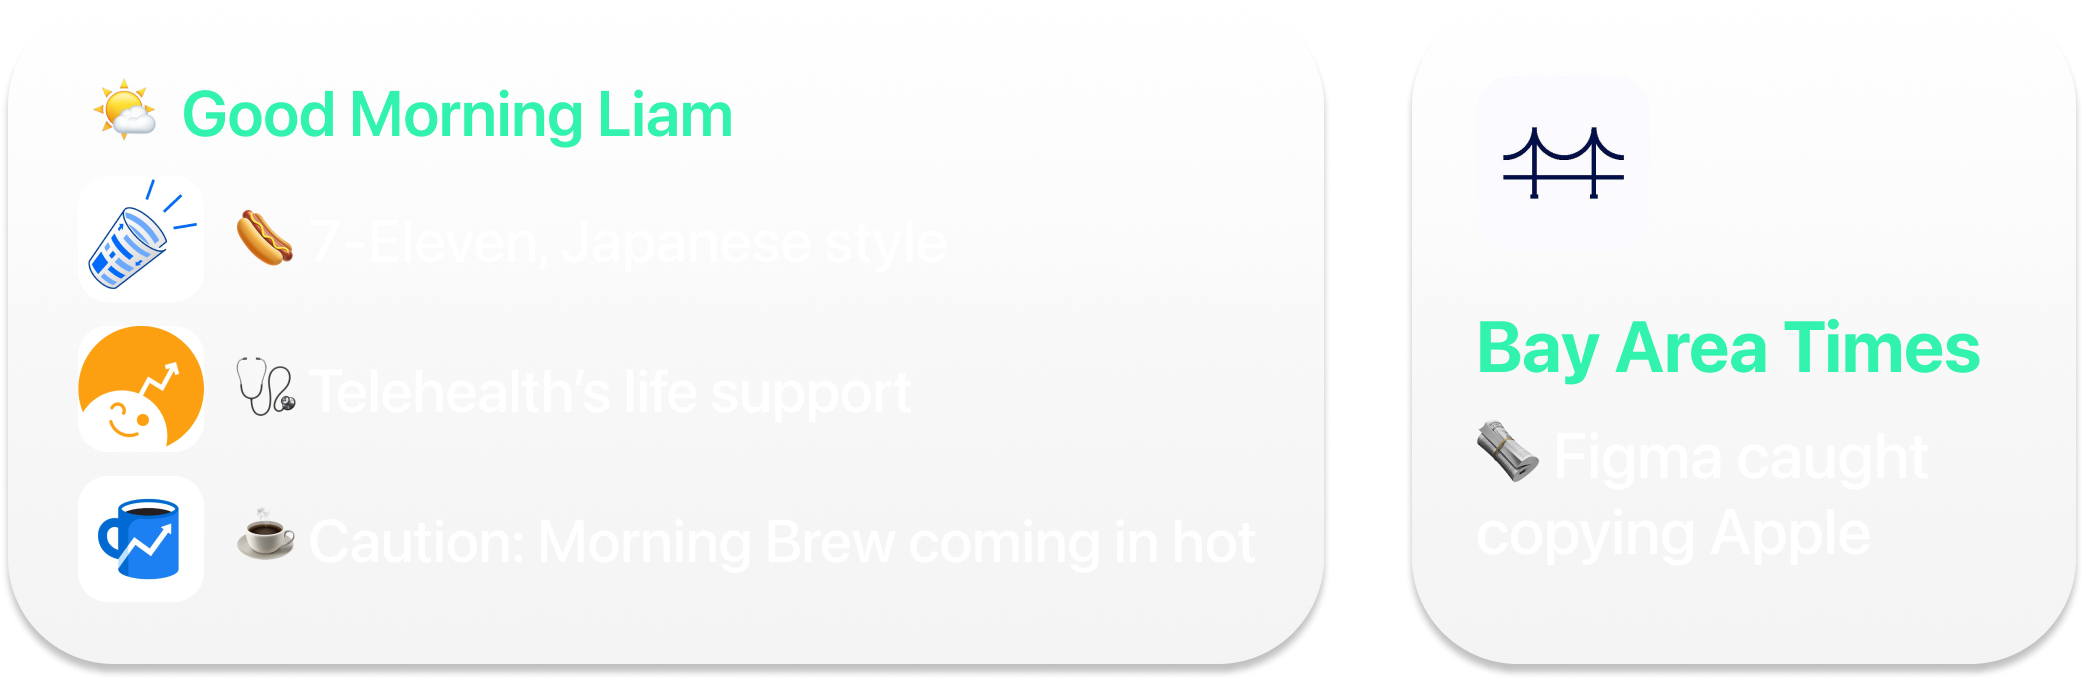 Good Morning Liam
7-Eleven, Japanese style
Telehealth’s life support
Caution: Morning Brew coming in hot
Bay Area Times
Figma caught
copying Apple